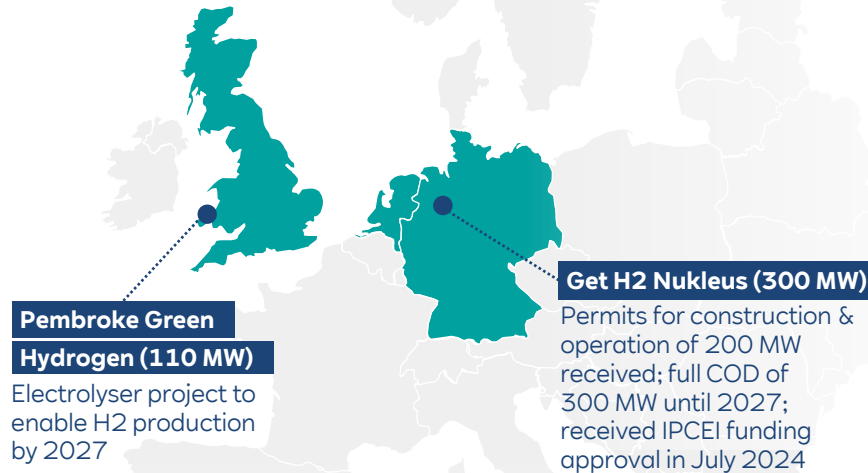 Pembroke Green
Hydrogen (110 MW)
Electrolyser project to
enable H2 production
by 2027
Get H2 Nukleus (300 MW)
Permits for construction &
operation of 200 MW
received; full COD of
300 MW until 2027;
received IPCEI funding
approval in July 2024